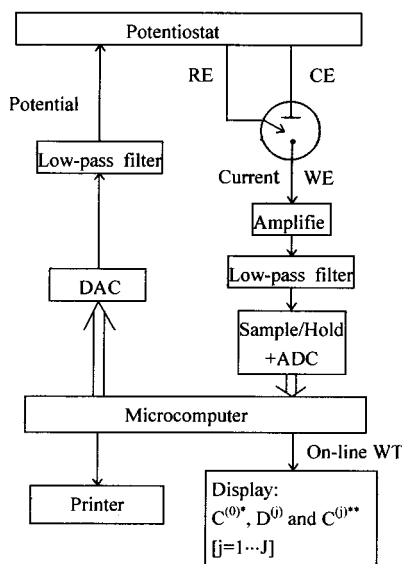 Potentiostat
RE CE
Potential
Low-pass filter
Current WE
Amplifie
Low-pass filter
DAC
Sample/Hold
+ADC
Microcomputer
On-line WT
Printer
Display:
C^(0)*, D^(j) and C^(j)**
[j=1···J]